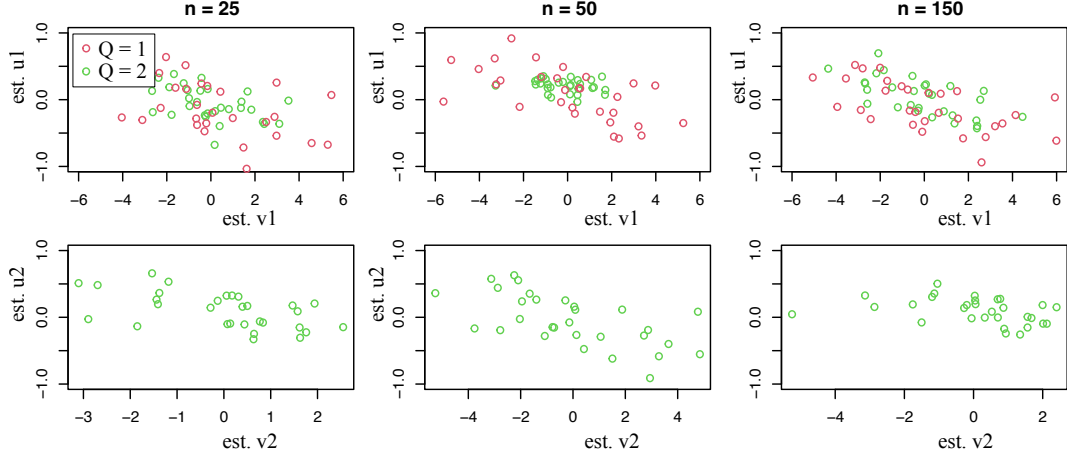 n = 25 n = 50 n = 150
est. u1 1.0 0.0 −1.0
Q = 1
Q = 2
−6 −4 −2 0 2 4 6
est. v1
est. u1 1.0 0.0 −1.0
−6 −4 −2 0 2 4 6
est. v1
est. u1 1.0 0.0 −1.0
−6 −4 −2 0 2 4 6
est. v1
est. u2 1.0 0.0 −1.0
−3 −2 −1 0 1 2
est. v2
est. u2 1.0 0.0 −1.0
−4 −2 0 2 4
est. v2
est. u2 1.0 0.0 −1.0
−4 −2 0 2
est. v2